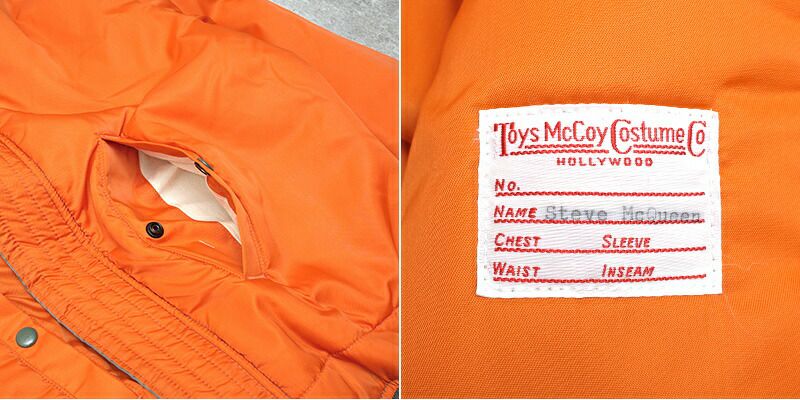 Toys McCoy Costume Co
HOLLYWOOD
No.
NAME Steve McQueen
CHEST SLEEVE
WAIST INSEAM